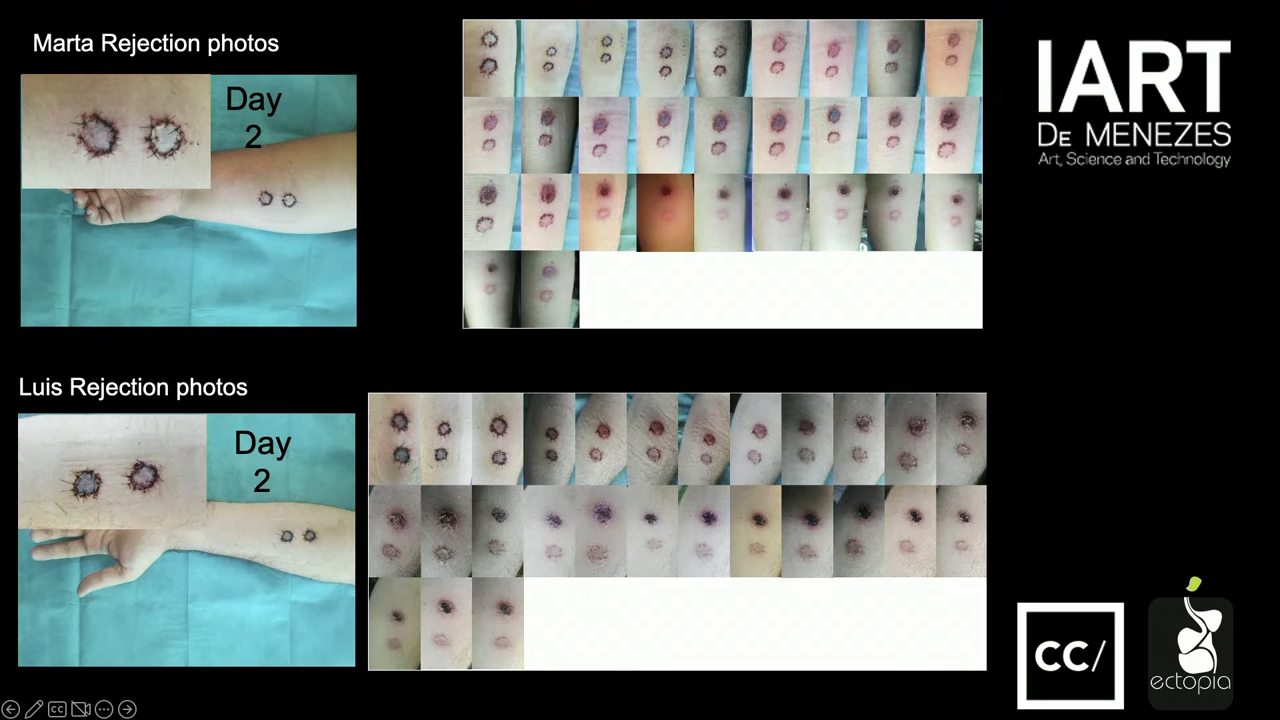 Marta Rejection photos
Day
2
IART
DE MENEZES
Art, Science and Technology
Luis Rejection photos
Day
2
CC/
ectopia
CC